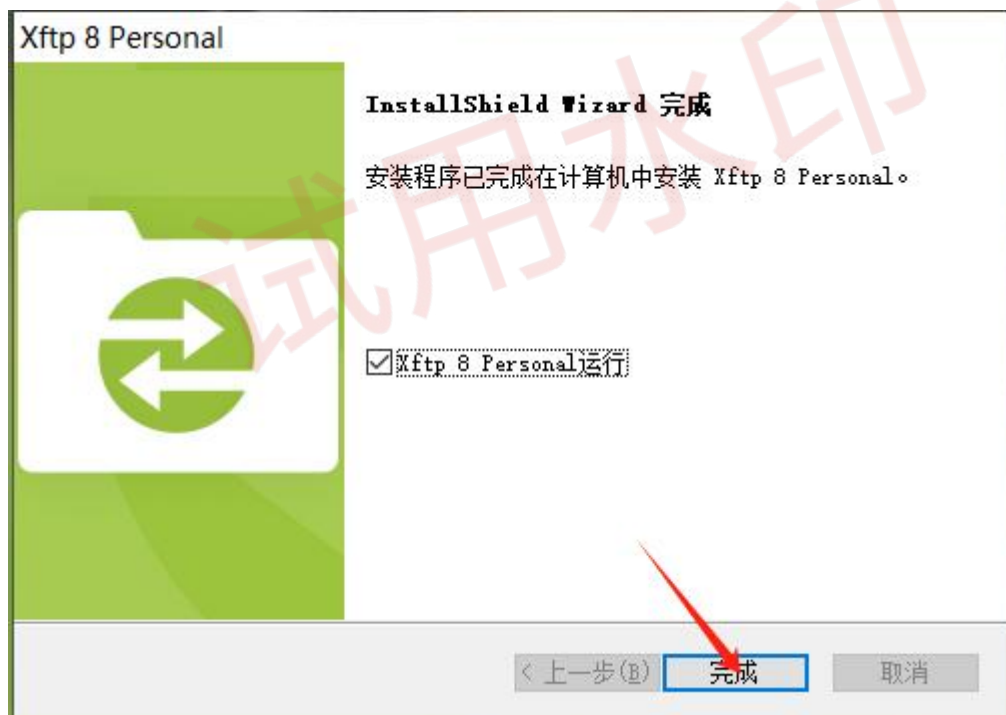 Xftp 8 Personal
InstallShield Wizard 完成
安装程序已完成在计算机中安装 Xftp 8 Personal。
Xftp 8 Personal运行
< 上一步(B)
完成
取消
试用水印